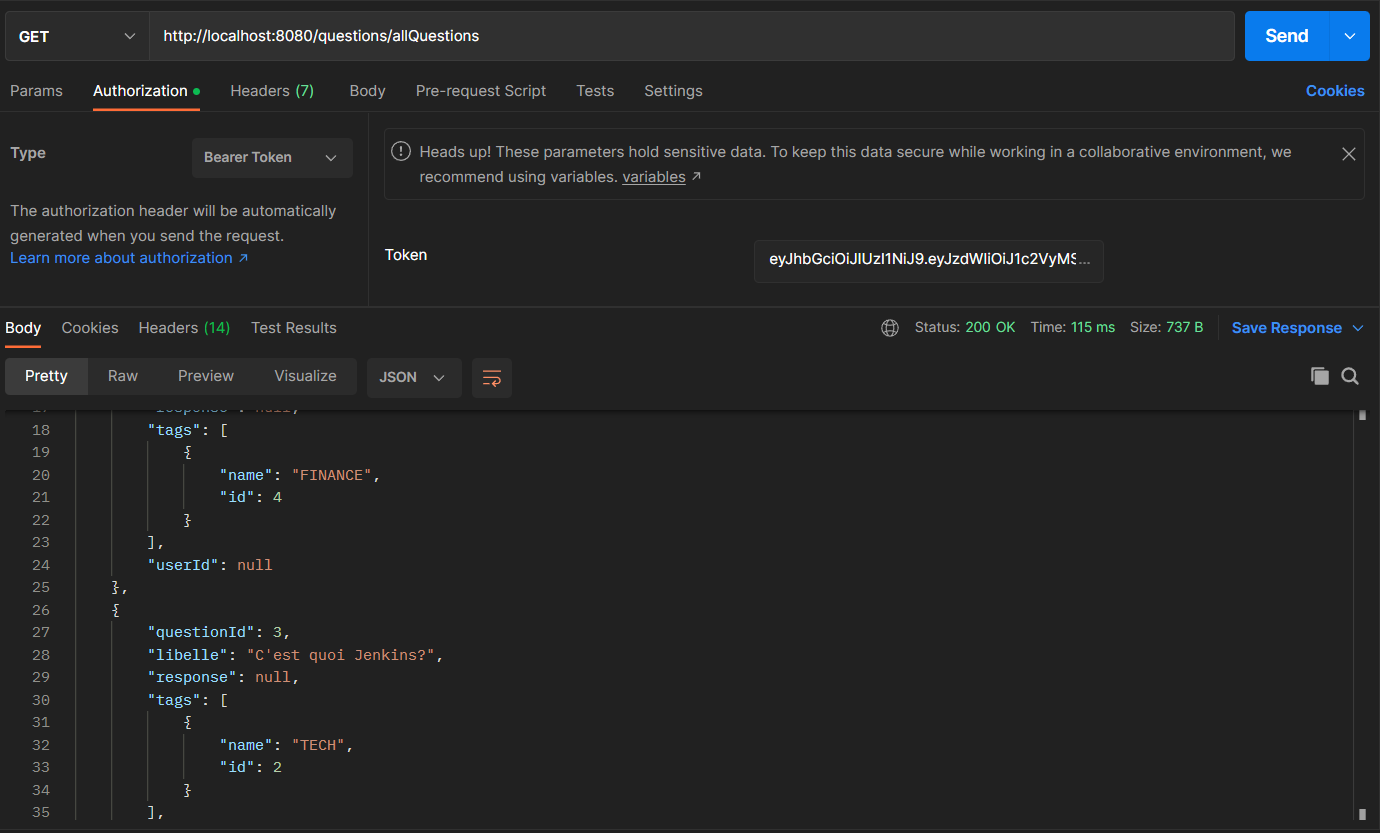 GET http://localhost:8080/questions/allQuestions Send
Params Authorization Headers (7) Body Pre-request Script Tests Settings Cookies
Type Bearer Token
The authorization header will be automatically
generated when you send the request.
Learn more about authorization ↗
Heads up! These parameters hold sensitive data. To keep this data secure while working in a collaborative environment, we
recommend using variables. variables ↗
Token eyJhbGciOiJIUzI1NiJ9.eyJzdWIiOiJ1c2VyMS...
Body Cookies Headers (14) Test Results Status: 200 OK Time: 115 ms Size: 737 B Save Response
Pretty Raw Preview Visualize JSON
17 "response": null,
18 "tags": [
19 {
20 "name": "FINANCE",
21 "id": 4
22 }
23 ],
24 "userId": null
25 },
26 {
27 "questionId": 3,
28 "libelle": "C'est quoi Jenkins?",
29 "response": null,
30 "tags": [
31 {
32 "name": "TECH",
33 "id": 2
34 }
35 ],